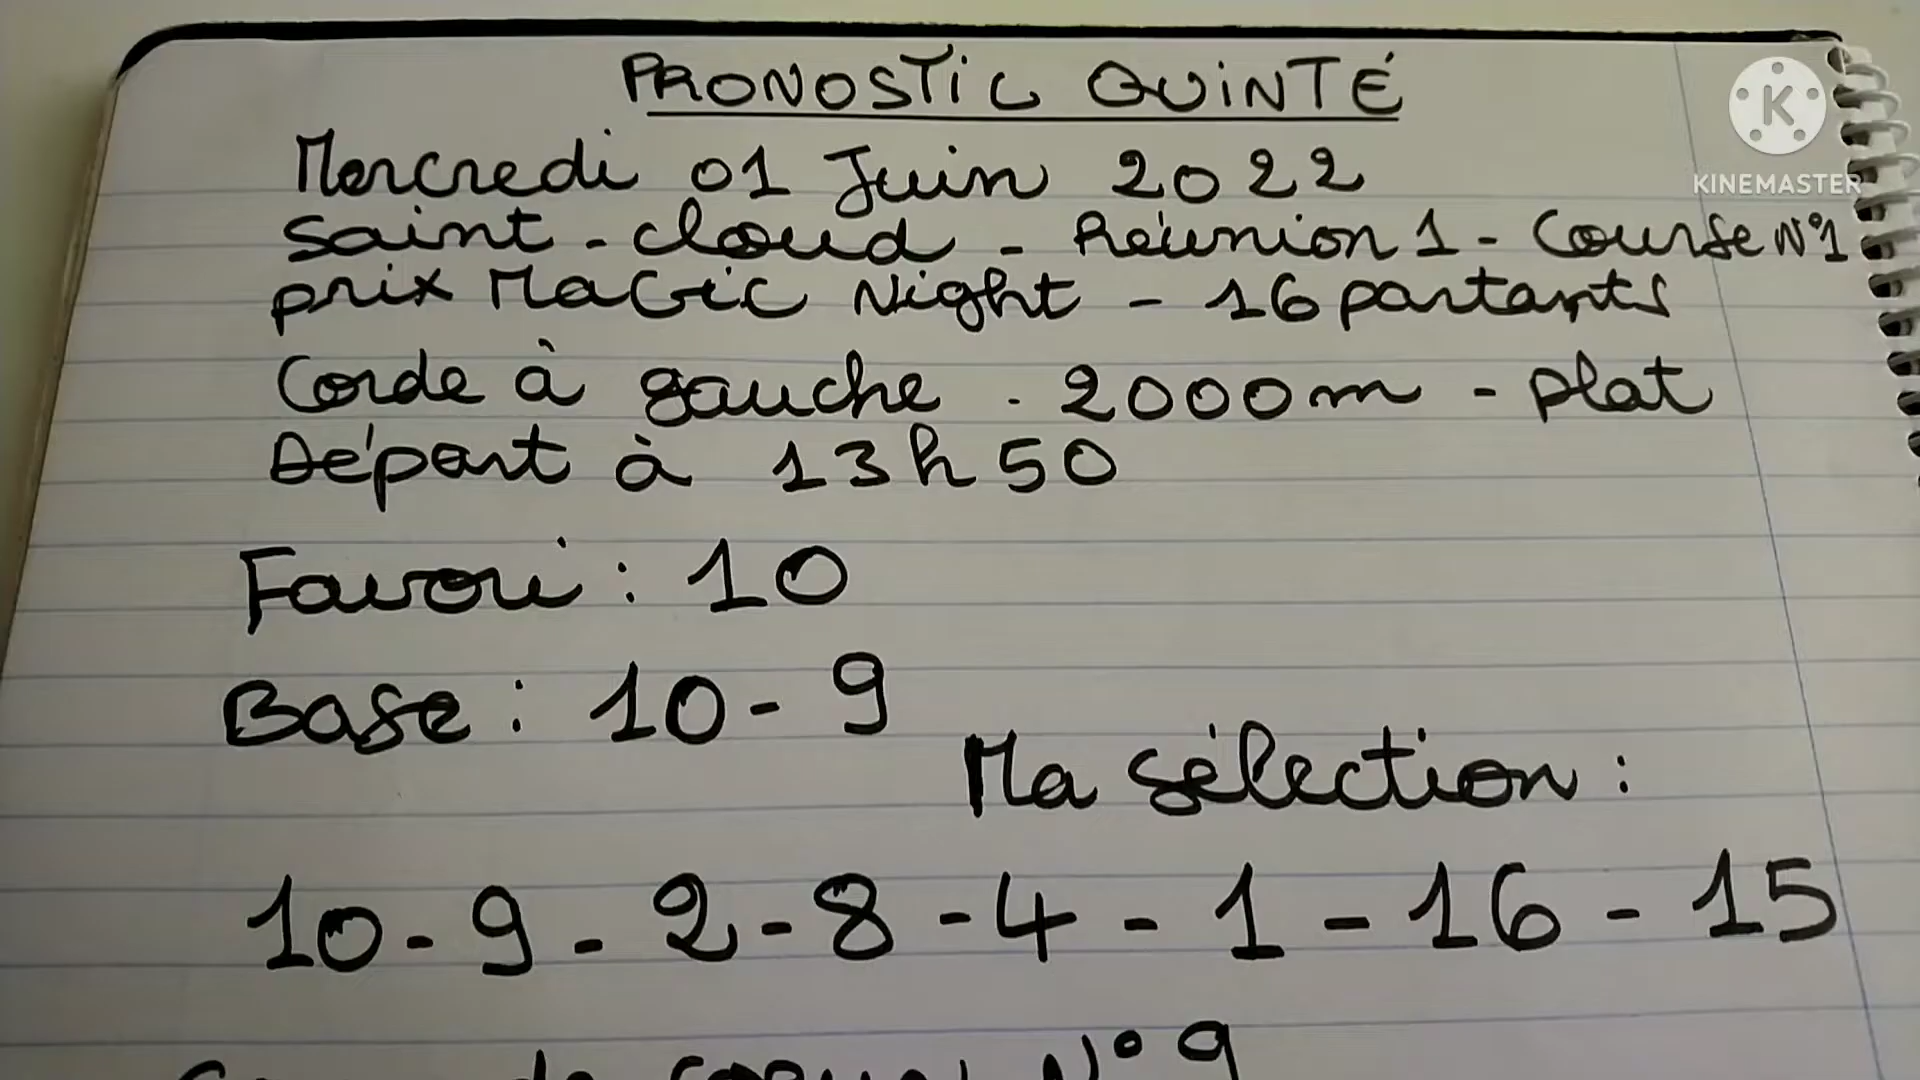 PRONOSTIC QUINTÉ
Mercredi 01 Juin 2022
Saint-Cloud - Réunion 1 - Course N°1
prix Magic Night - 16 partants
Corde à gauche. 2000m - plat
Départ à 13h50
Favori : 10
Base : 10 - 9
Ma sélection :
10 - 9 - 2 - 8 - 4 - 1 - 16 - 15
N° 9
KINEMASTER